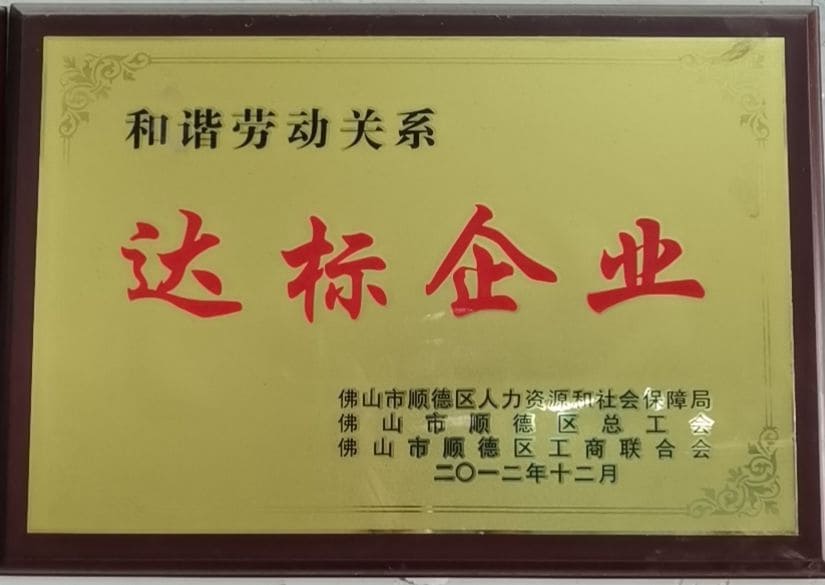 和谐劳动关系
达标企业
佛山市顺德区人力资源和社会保障局
佛山市顺德区总工会
佛山市顺德区工商联合会
二〇一二年十二月